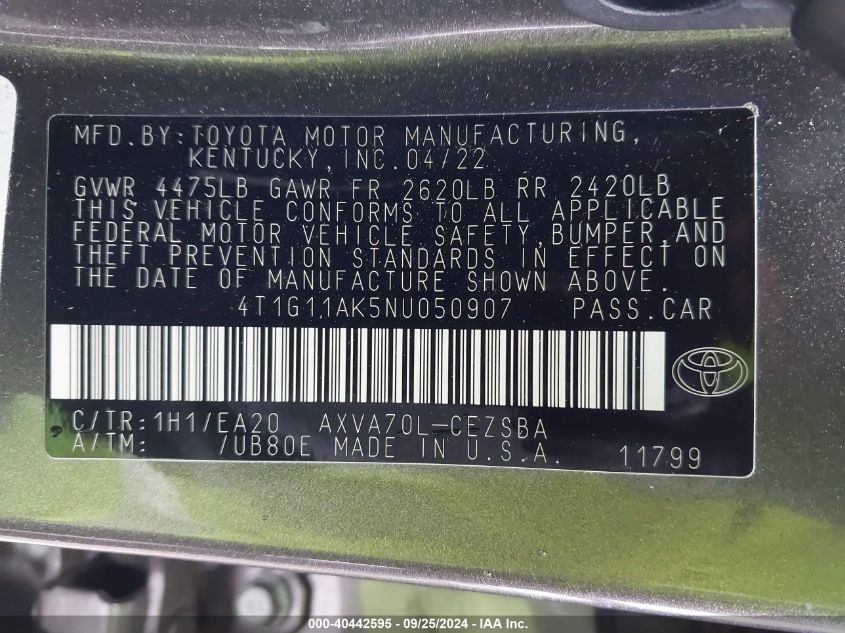 MFD.BY:TOYOTA MOTOR MANUFACTURING,
KENTUCKY,INC.04/22
GVWR 4475LB GAWR FR 2620LB RR 2420LB
THIS VEHICLE CONFORMS TO ALL APPLICABLE
FEDERAL MOTOR VEHICLE SAFETY,BUMPER,AND
THEFT PREVENTION STANDARDS IN EFFECT ON
THE DATE OF MANUFACTURE SHOWN ABOVE.
4T1G11AK5NU050907 PASS.CAR
C/TR:1H1/EA20 AXVA70L-CEZSBA
A/TM: /UB80E MADE IN U.S.A. 11799
000-40442595 - 09/25/2024 - IAA Inc.